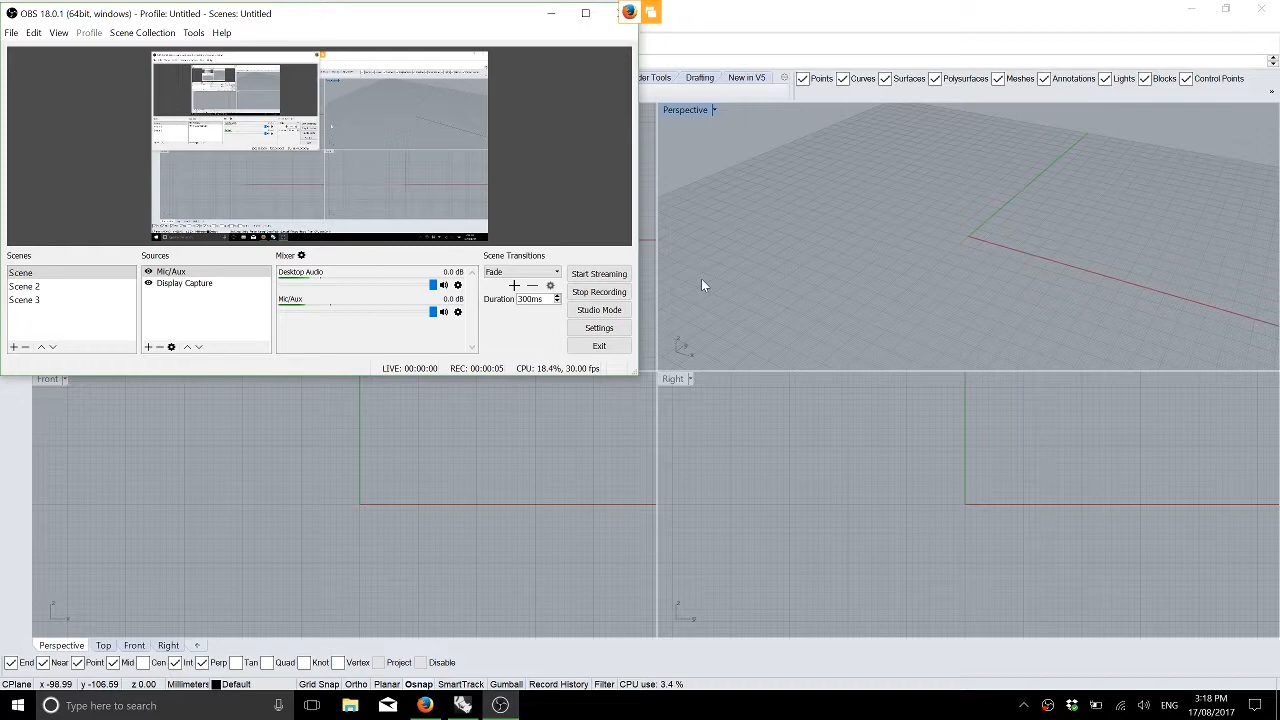 OBS 18.0.1 (64bit, windows) - Profile: Untitled - Scenes: Untitled
File Edit View Profile Scene Collection Tools Help
der Tools Drafting New in V5 Points Curves Surfaces Polysurfaces Meshes Annotations Lights Blocks Control Points
Perspective
Scenes Sources Mixer Scene Transitions
Scene
Scene 2
Scene 3
Mic/Aux
Display Capture
Desktop Audio 0.0 dB
Mic/Aux 0.0 dB
Fade
Duration 300ms
Start Streaming
Stop Recording
Studio Mode
Settings
Exit
LIVE: 00:00:00 REC: 00:00:05 CPU: 18.4%, 30.00 fps
Front
Right
z
y
x
z
x
z
y
Perspective Top Front Right
End Near Point Mid Cen Int Perp Tan Quad Knot Vertex Project Disable
CPlane x -98.99 y -106.59 z 0.00 Millimeters Default Grid Snap Ortho Planar Osnap SmartTrack Gumball Record History Filter CPU use: 3.4 %
Type here to search
ENG
3:18 PM
17/08/2017